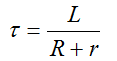 τ = L / (R + r)